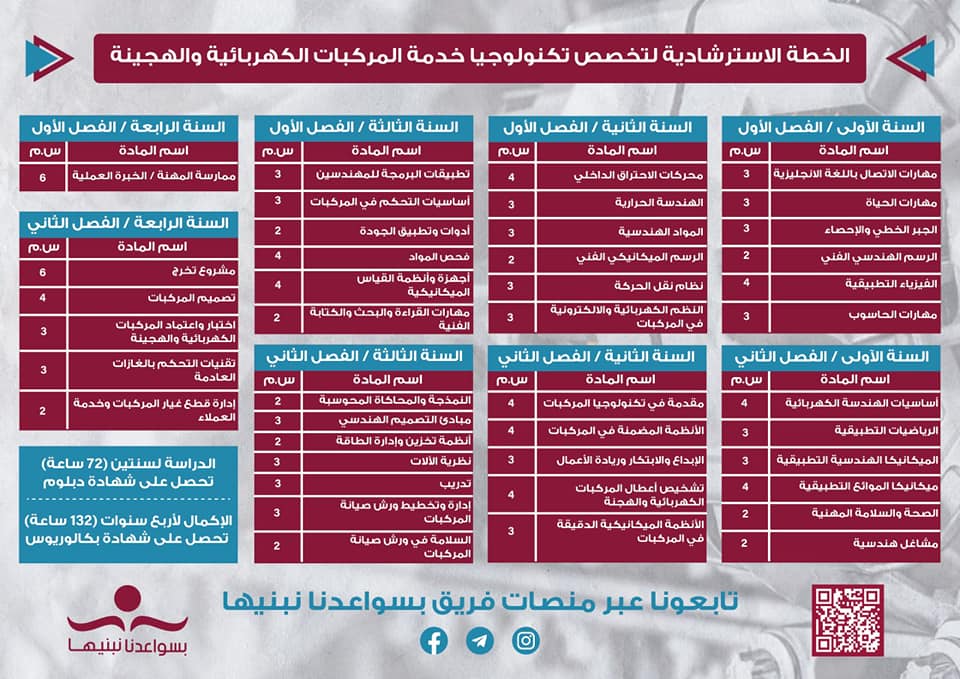 الخطة الاسترشادية لتخصص تكنولوجيا خدمة المركبات الكهربائية والهجينة
السنة الأولى / الفصل الأول
اسم المادة س.م
مهارات الاتصال باللغة الانجليزية 3
مهارات الحياة 3
الجبر الخطي والإحصاء 3
الرسم الهندسي الفني 2
الفيزياء التطبيقية 4
مهارات الحاسوب 3
السنة الأولى / الفصل الثاني
اسم المادة س.م
أساسيات الهندسة الكهربائية 4
الرياضيات التطبيقية 3
الميكانيكا الهندسية التطبيقية 3
ميكانيكا الموائع التطبيقية 4
الصحة والسلامة المهنية 2
مشاغل هندسية 2
السنة الثانية / الفصل الأول
اسم المادة س.م
محركات الاحتراق الداخلي 4
الهندسة الحرارية 3
المواد الهندسية 3
الرسم الميكانيكي الفني 2
نظام نقل الحركة 3
النظم الكهربائية والالكترونية
في المركبات 3
السنة الثانية / الفصل الثاني
اسم المادة س.م
مقدمة في تكنولوجيا المركبات 4
الأنظمة المضمنة في المركبات 4
الإبداع والابتكار وريادة الأعمال 3
تشخيص أعطال المركبات
الكهربائية والهجنة 4
الأنظمة الميكانيكية الدقيقة
في المركبات 3
السنة الثالثة / الفصل الأول
اسم المادة س.م
تطبيقات البرمجة للمهندسين 3
أساسيات التحكم في المركبات 3
أدوات وتطبيق الجودة 2
فحص المواد 4
أجهزة وأنظمة القياس
الميكانيكية 4
مهارات القراءة والبحث والكتابة
الفنية 2
السنة الثالثة / الفصل الثاني
اسم المادة س.م
النمذجة والمحاكاة المحوسبة 2
مبادئ التصميم الهندسي 3
أنظمة تخزين وإدارة الطاقة 2
نظرية الآلات 3
تدريب 3
إدارة وتخطيط ورش صيانة
المركبات 3
السلامة في ورش صيانة
المركبات 2
السنة الرابعة / الفصل الأول
اسم المادة س.م
ممارسة المهنة / الخبرة العملية 6
السنة الرابعة / الفصل الثاني
اسم المادة س.م
مشروع تخرج 6
تصميم المركبات 4
اختبار واعتماد المركبات
الكهربائية والهجينة 3
تقنيات التحكم بالغازات
العادمة 3
إدارة قطع غيار المركبات وخدمة
العملاء 2
الدراسة لسنتين (72 ساعة)
تحصل على شهادة دبلوم
الإكمال لأربع سنوات (132 ساعة)
تحصل على شهادة بكالوريوس
تابعونا عبر منصات فريق بسواعدنا نبنيها
بسواعدنا نبنيها